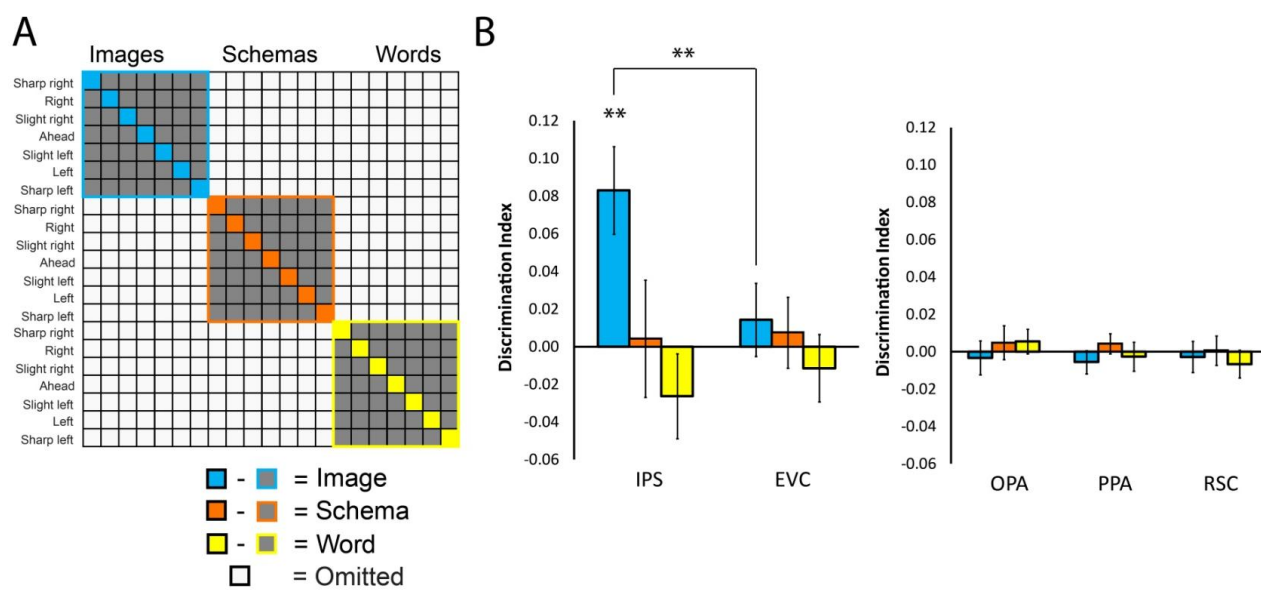 A
Images Schemas Words
Sharp right
Right
Slight right
Ahead
Slight left
Left
Sharp left
Sharp right
Right
Slight right
Ahead
Slight left
Left
Sharp left
Sharp right
Right
Slight right
Ahead
Slight left
Left
Sharp left
- = Image
- = Schema
- = Word
= Omitted
B
**
**
Discrimination Index
0.12
0.10
0.08
0.06
0.04
0.02
0.00
-0.02
-0.04
-0.06
IPS EVC
Discrimination Index
0.12
0.10
0.08
0.06
0.04
0.02
0.00
-0.02
-0.04
-0.06
OPA PPA RSC